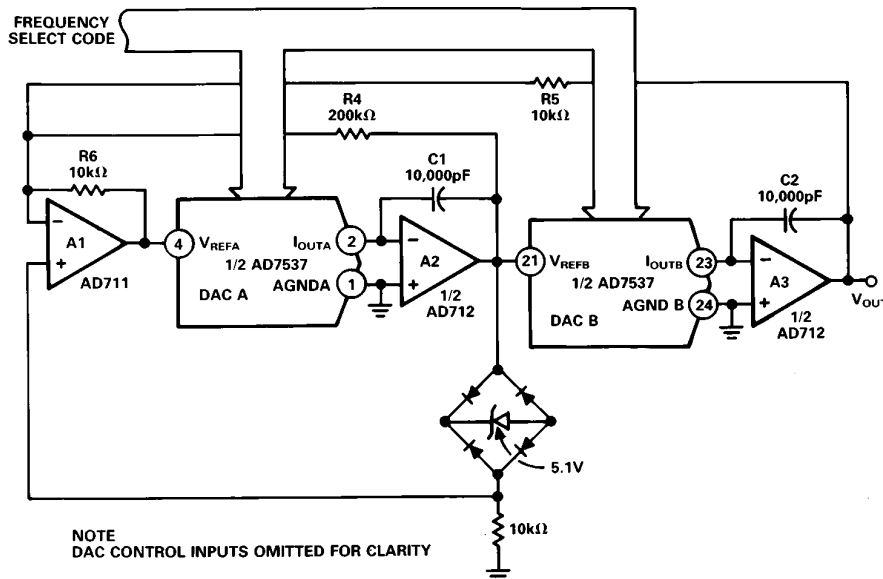 FREQUENCY
SELECT CODE
R4
200kΩ
R5
10kΩ
R6
10kΩ
C1
10,000pF
C2
10,000pF
A1
AD711
4
VREFA
IOUTA
2
1/2 AD7537
AGNDA
1
DAC A
A2
1/2
AD712
21
VREFB
IOUTB
23
1/2 AD7537
AGND B
24
DAC B
A3
1/2
AD712
VOUT
5.1V
10kΩ
NOTE
DAC CONTROL INPUTS OMITTED FOR CLARITY